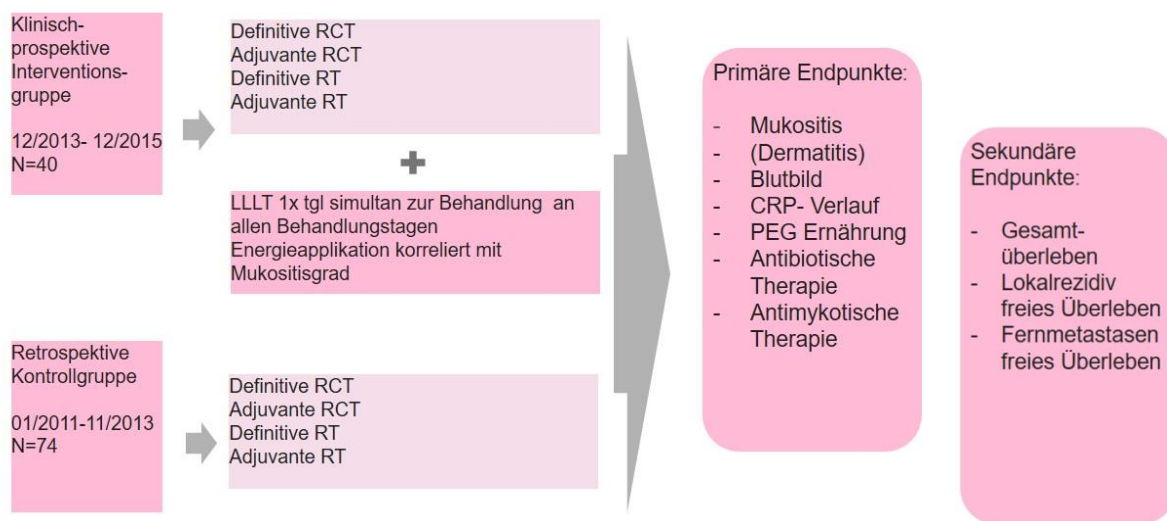 Klinisch-
prospektive
Interventions-
gruppe
12/2013- 12/2015
N=40
Definitive RCT
Adjuvante RCT
Definitive RT
Adjuvante RT
+
LLLT 1x tgl simultan zur Behandlung an
allen Behandlungstagen
Energieapplikation korreliert mit
Mukositisgrad
Retrospektive
Kontrollgruppe
01/2011-11/2013
N=74
Definitive RCT
Adjuvante RCT
Definitive RT
Adjuvante RT
Primäre Endpunkte:
- Mukositis
- (Dermatitis)
- Blutbild
- CRP- Verlauf
- PEG Ernährung
- Antibiotische
Therapie
- Antimykotische
Therapie
Sekundäre
Endpunkte:
- Gesamt-
überleben
- Lokalrezidiv
freies Überleben
- Fernmetastasen
freies Überleben